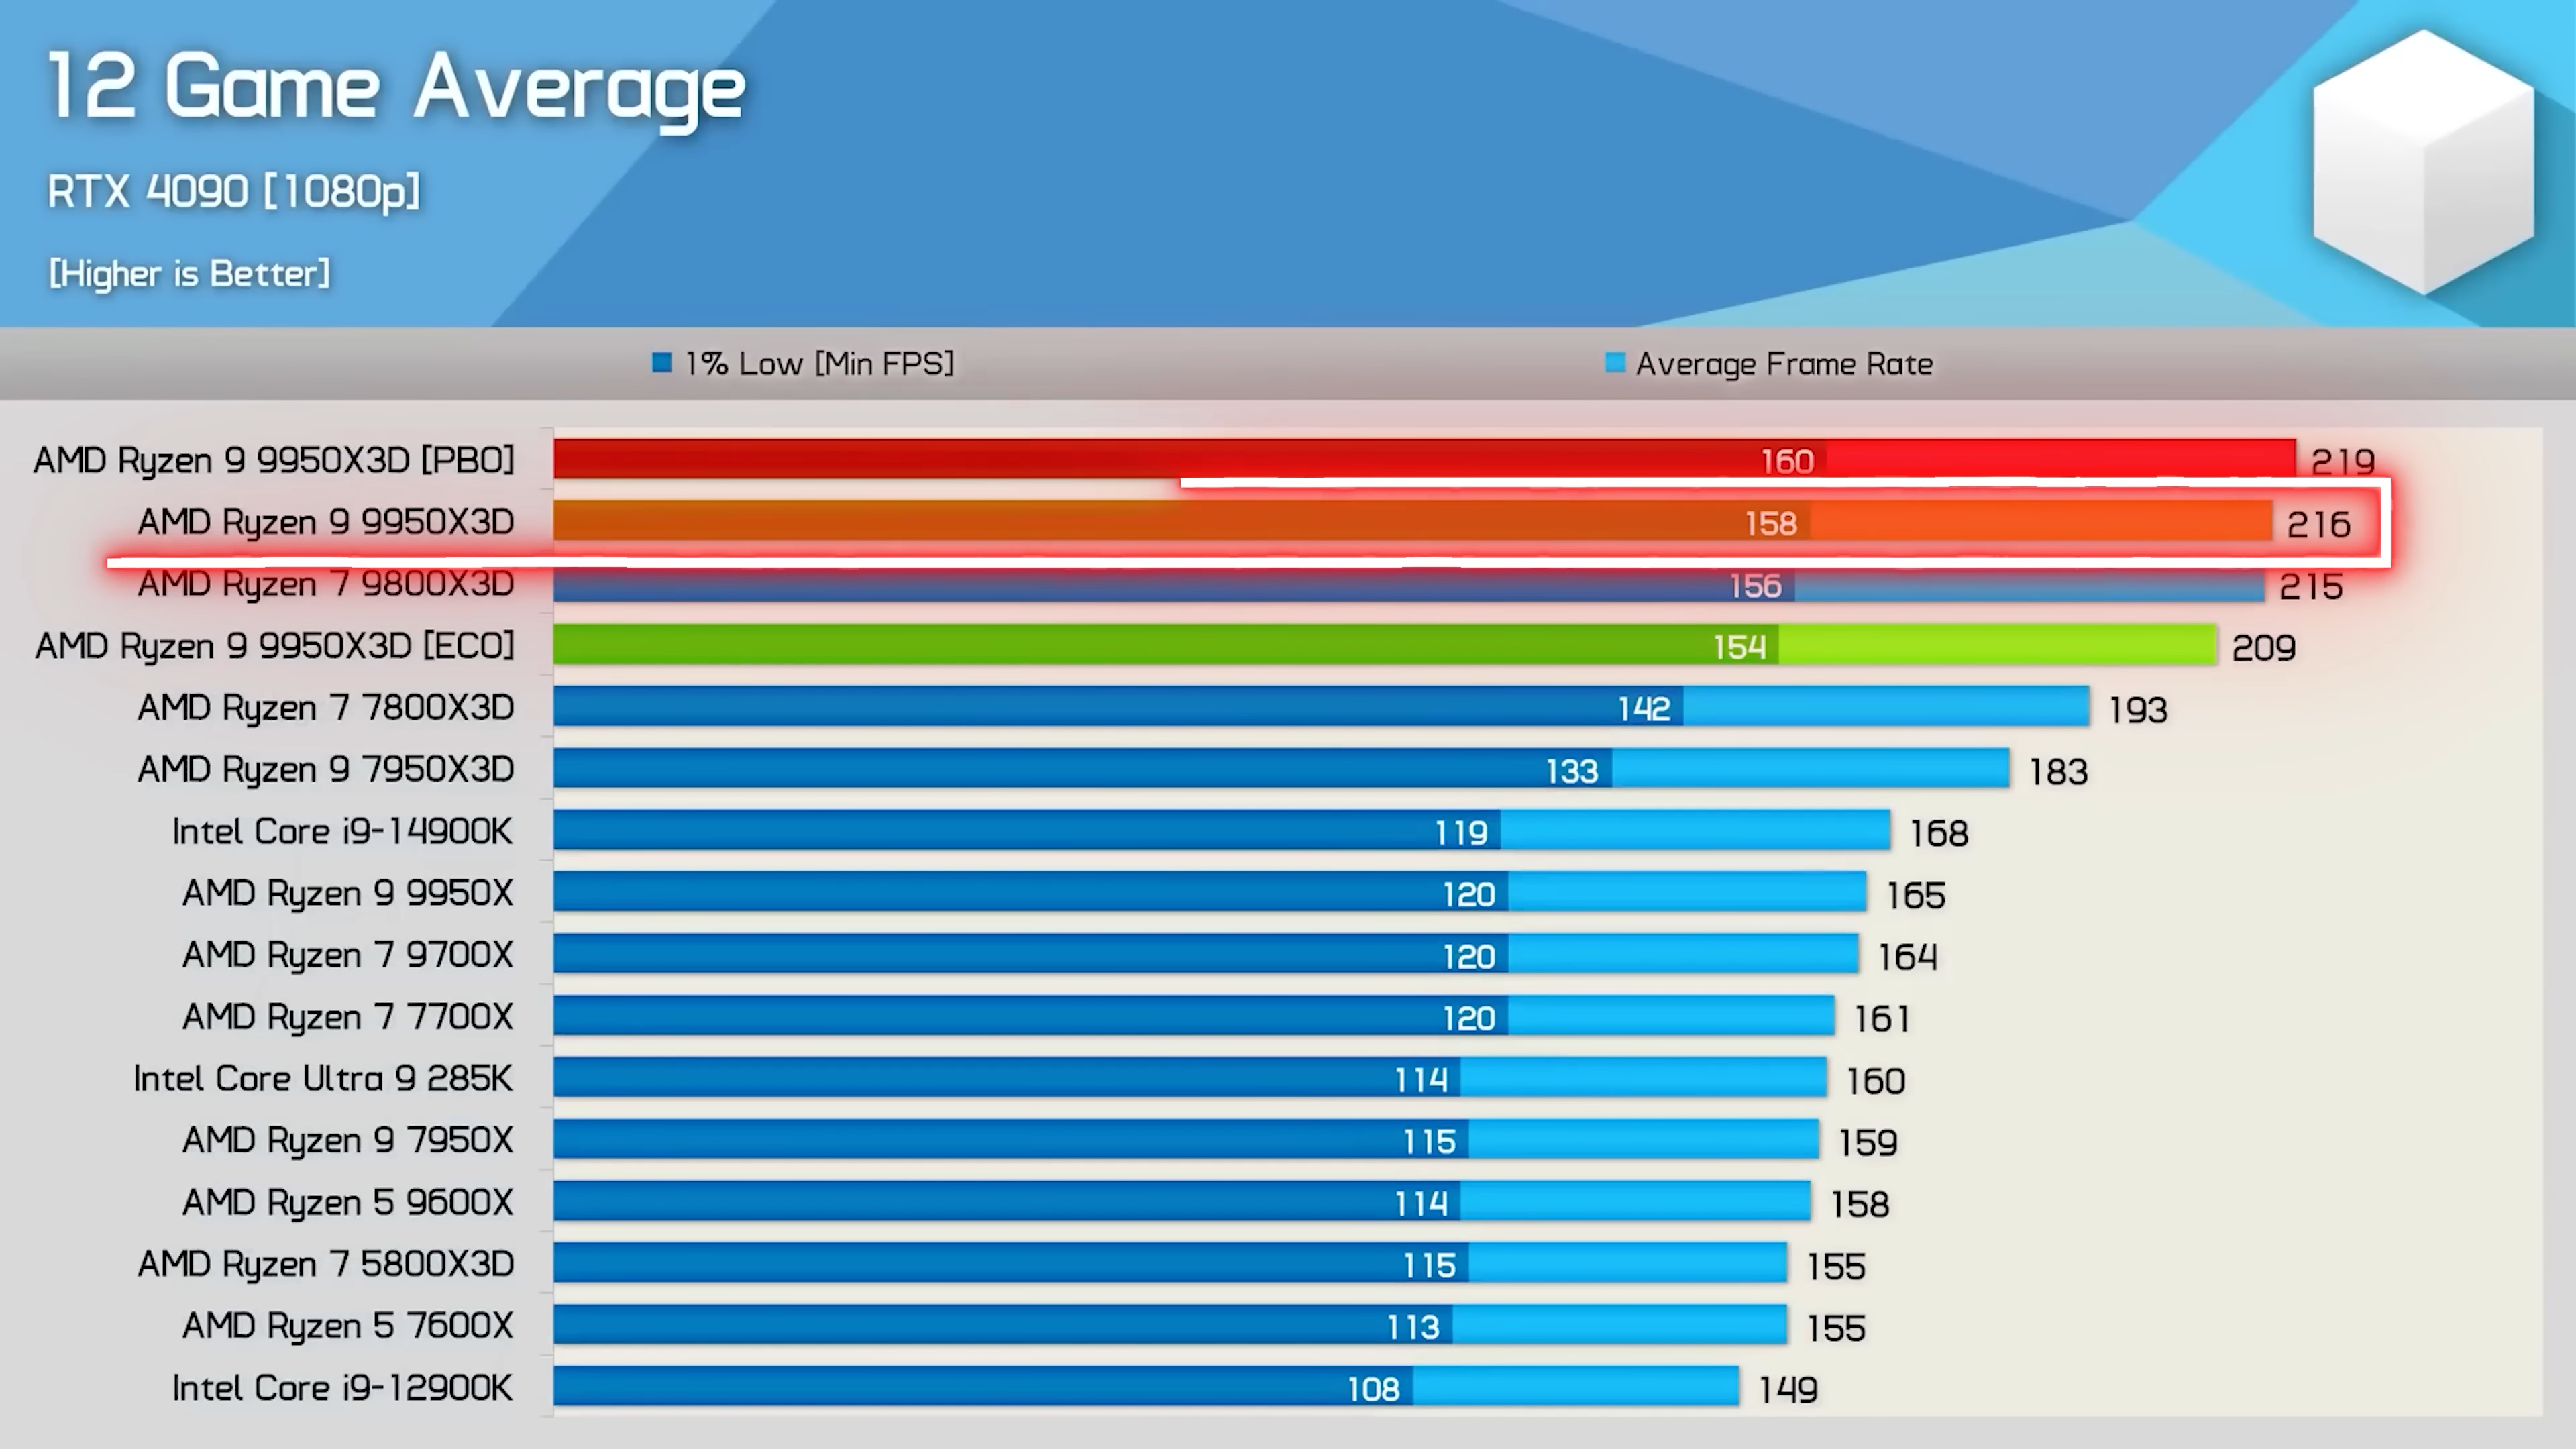 12 Game Average
RTX 4090 [1080p]
[Higher is Better]
1% Low [Min FPS] Average Frame Rate
AMD Ryzen 9 9950X3D [PBO] 160 219
AMD Ryzen 9 9950X3D 158 216
AMD Ryzen 7 9800X3D 156 215
AMD Ryzen 9 9950X3D [ECO] 154 209
AMD Ryzen 7 7800X3D 142 193
AMD Ryzen 9 7950X3D 133 183
Intel Core i9-14900K 119 168
AMD Ryzen 9 9950X 120 165
AMD Ryzen 7 9700X 120 164
AMD Ryzen 7 7700X 120 161
Intel Core Ultra 9 285K 114 160
AMD Ryzen 9 7950X 115 159
AMD Ryzen 5 9600X 114 158
AMD Ryzen 7 5800X3D 115 155
AMD Ryzen 5 7600X 113 155
Intel Core i9-12900K 108 149